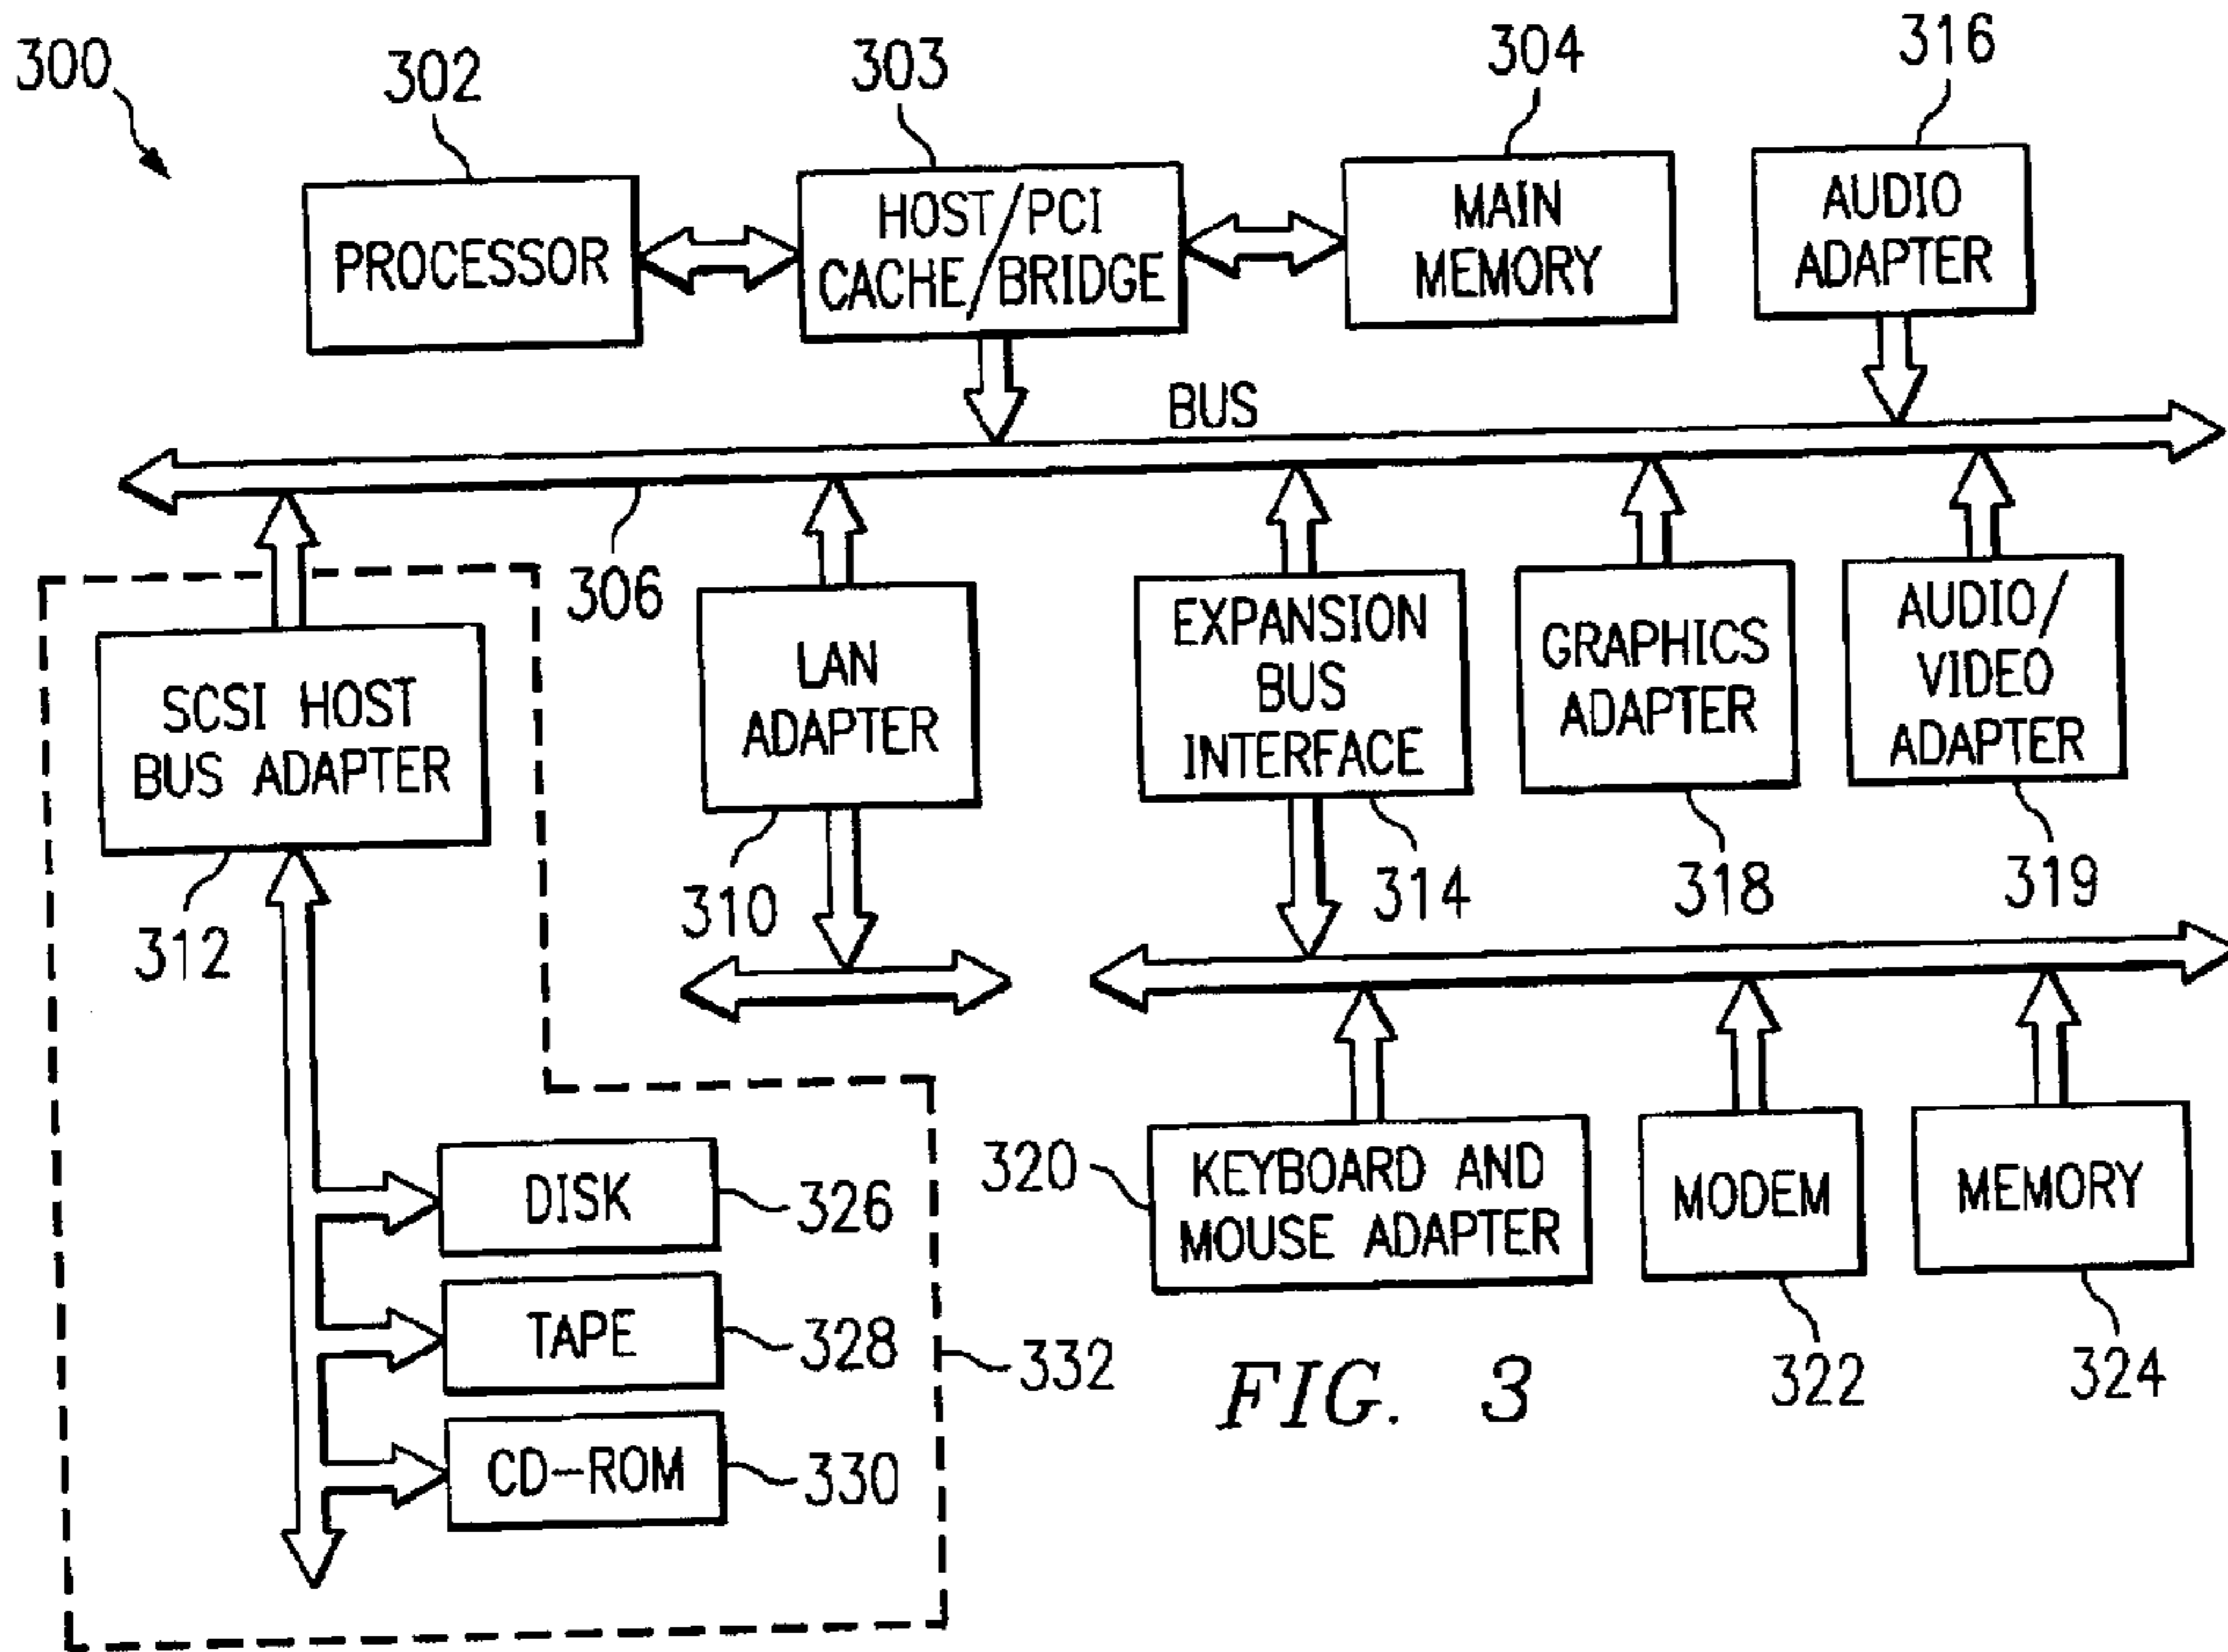 300
302
303
304
316
PROCESSOR
HOST/PCI
CACHE/BRIDGE
MAIN
MEMORY
AUDIO
ADAPTER
BUS
306
SCSI HOST
BUS ADAPTER
312
LAN
ADAPTER
310
EXPANSION
BUS
INTERFACE
314
GRAPHICS
ADAPTER
318
AUDIO/
VIDEO
ADAPTER
319
DISK
326
TAPE
328
CD-ROM
330
332
320
KEYBOARD AND
MOUSE ADAPTER
MODEM
322
MEMORY
324
FIG. 3